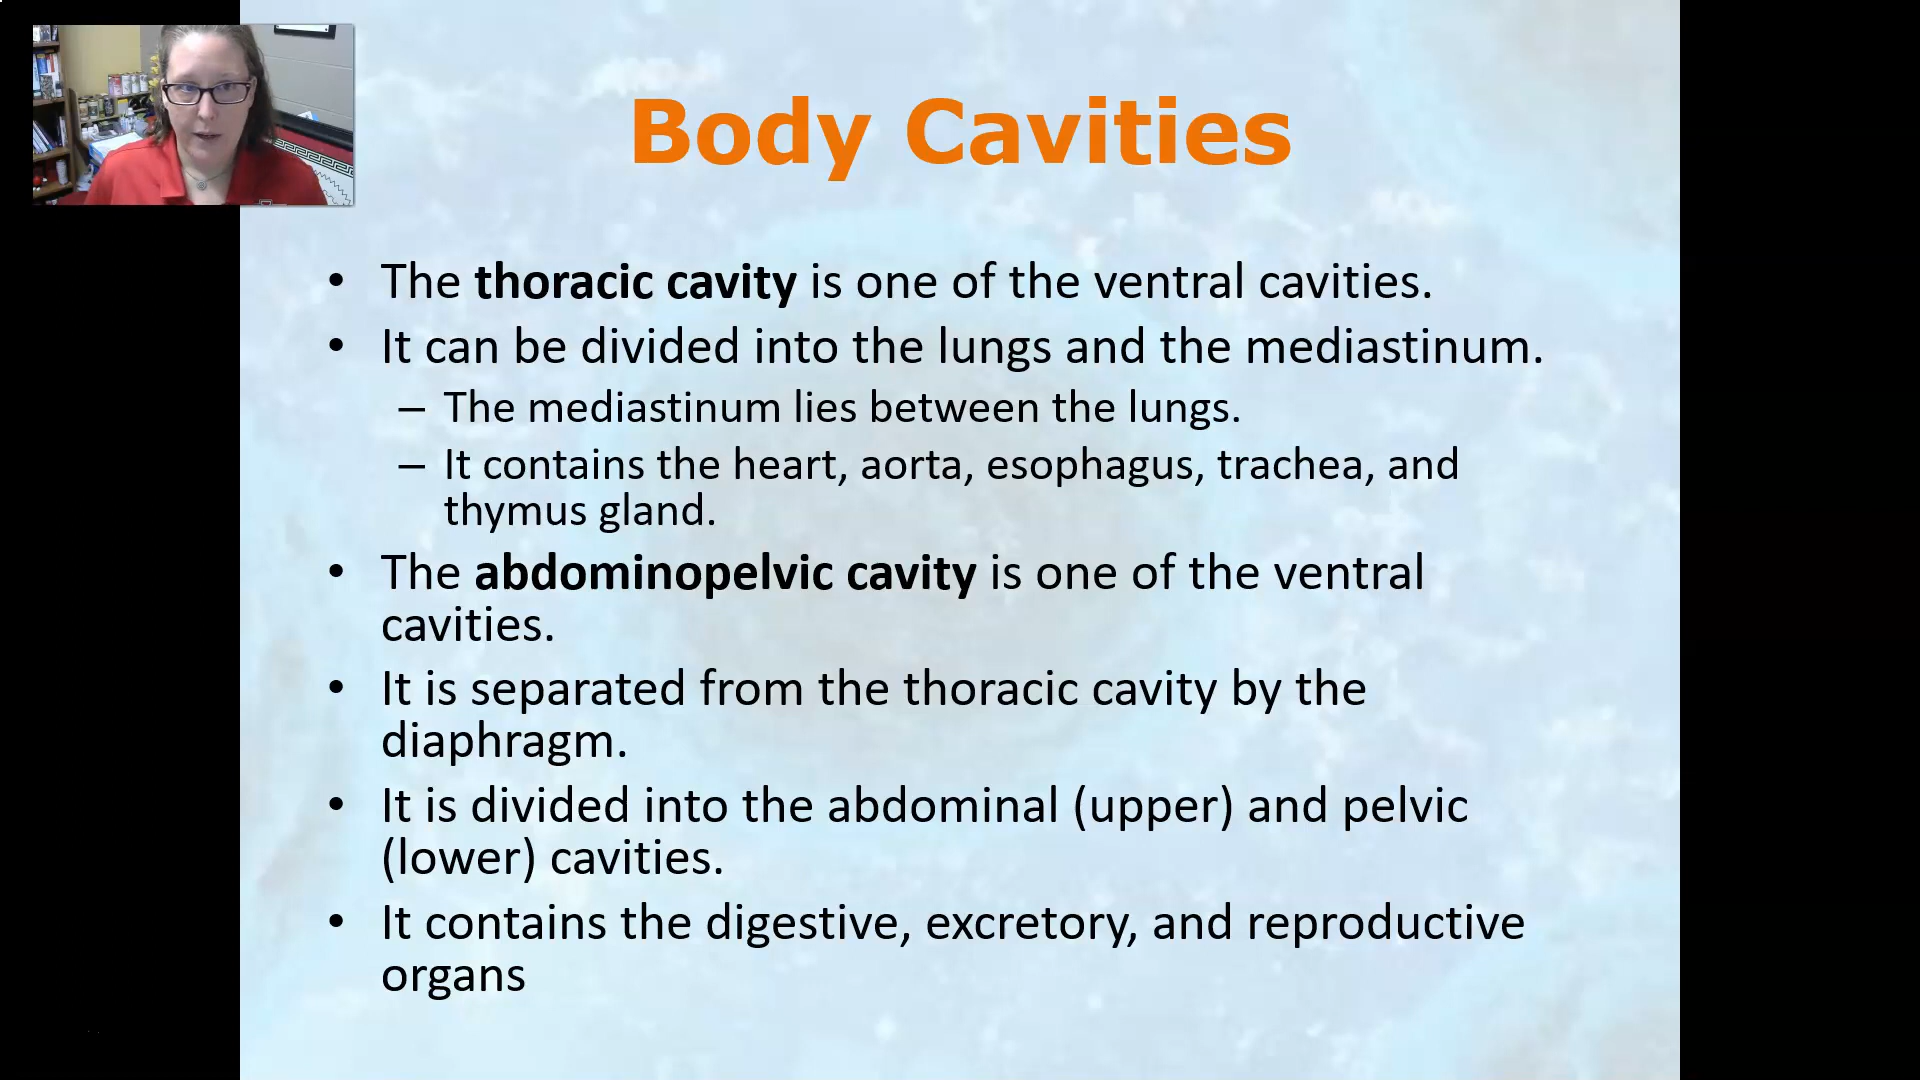 Body Cavities
• The thoracic cavity is one of the ventral cavities.
• It can be divided into the lungs and the mediastinum.
– The mediastinum lies between the lungs.
– It contains the heart, aorta, esophagus, trachea, and
thymus gland.
• The abdominopelvic cavity is one of the ventral
cavities.
• It is separated from the thoracic cavity by the
diaphragm.
• It is divided into the abdominal (upper) and pelvic
(lower) cavities.
• It contains the digestive, excretory, and reproductive
organs